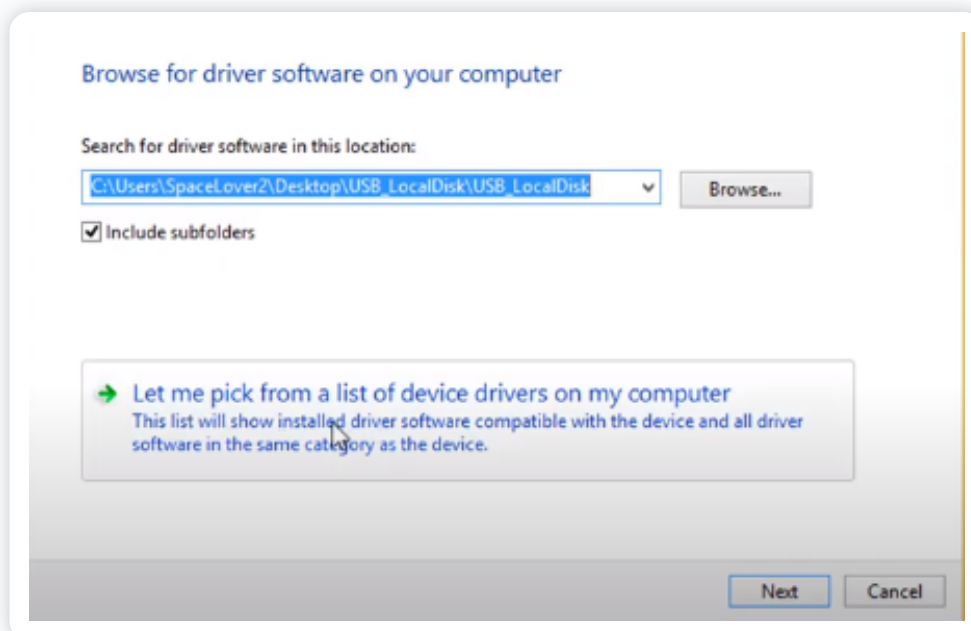 Browse for driver software on your computer
Search for driver software in this location:
C:\Users\SpaceLover2\Desktop\USB_LocalDisk\USB_LocalDisk
Browse...
Include subfolders
Let me pick from a list of device drivers on my computer
This list will show installed driver software compatible with the device and all driver
software in the same category as the device.
Next
Cancel